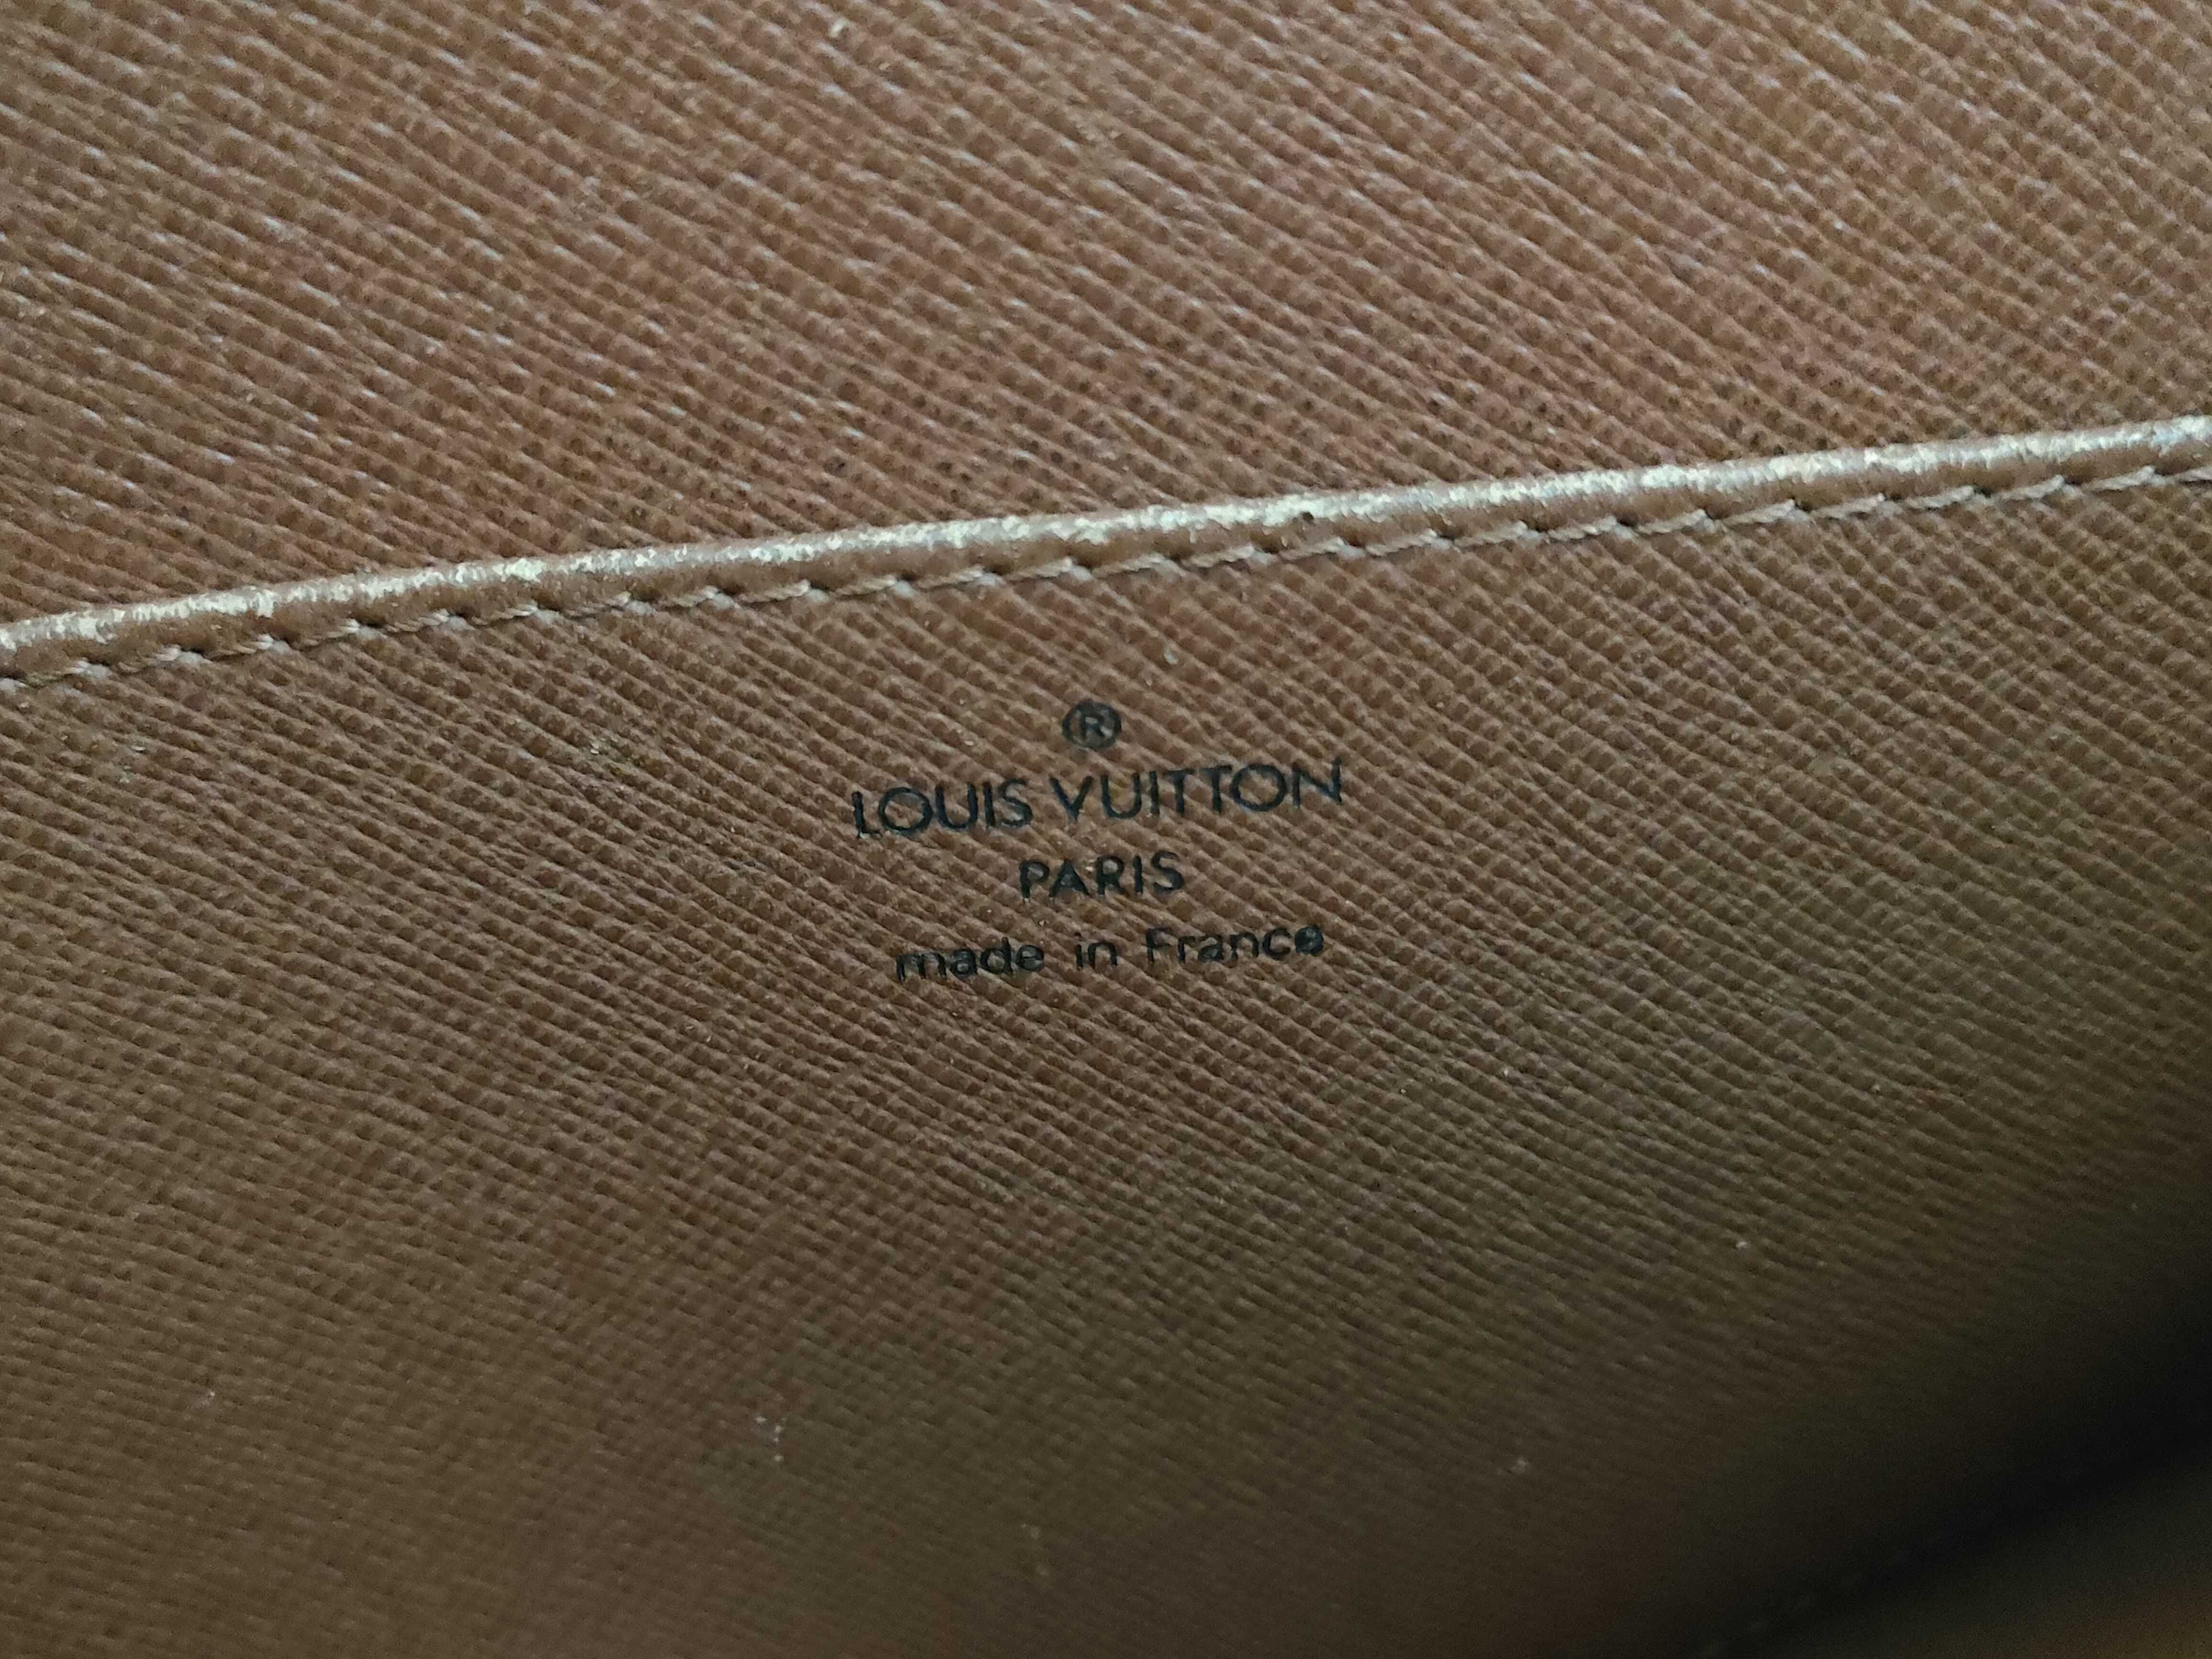 ®
LOUIS VUITTON
PARIS
made in France